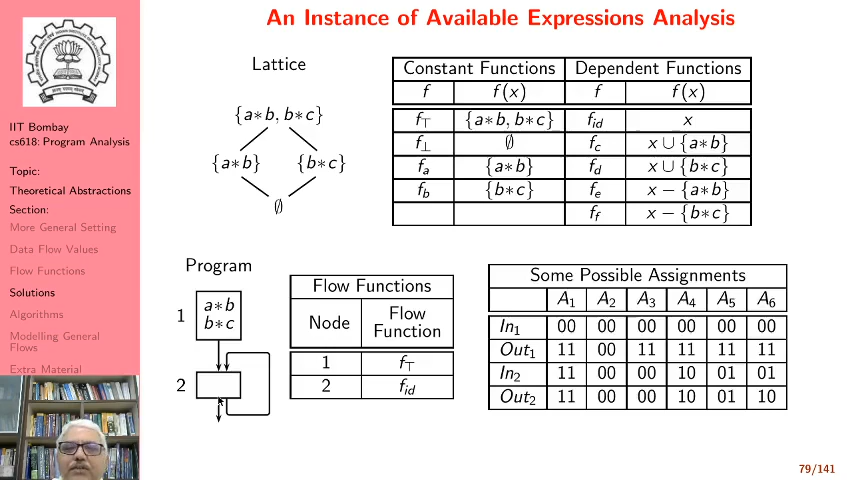 An Instance of Available Expressions Analysis
IIT Bombay
cs618: Program Analysis
Topic:
Theoretical Abstractions
Section:
More General Setting
Data Flow Values
Flow Functions
Solutions
Algorithms
Modelling General
Flows
Extra Material
Lattice
{a∗b, b∗c}
{a∗b} {b∗c}
∅
Constant Functions Dependent Functions
f f(x) f f(x)
f⊤ {a∗b, b∗c} f_id x
f⊥ ∅ f_c x ∪ {a∗b}
f_a {a∗b} f_d x ∪ {b∗c}
f_b {b∗c} f_e x − {a∗b}
f_f x − {b∗c}
Program
1 a∗b
b∗c
2
Flow Functions
Node Flow
Function
1 f⊤
2 f_id
Some Possible Assignments
A₁ A₂ A₃ A₄ A₅ A₆
In₁ 00 00 00 00 00 00
Out₁ 11 00 11 11 11 11
In₂ 11 00 00 10 01 01
Out₂ 11 00 00 10 01 10
79/141